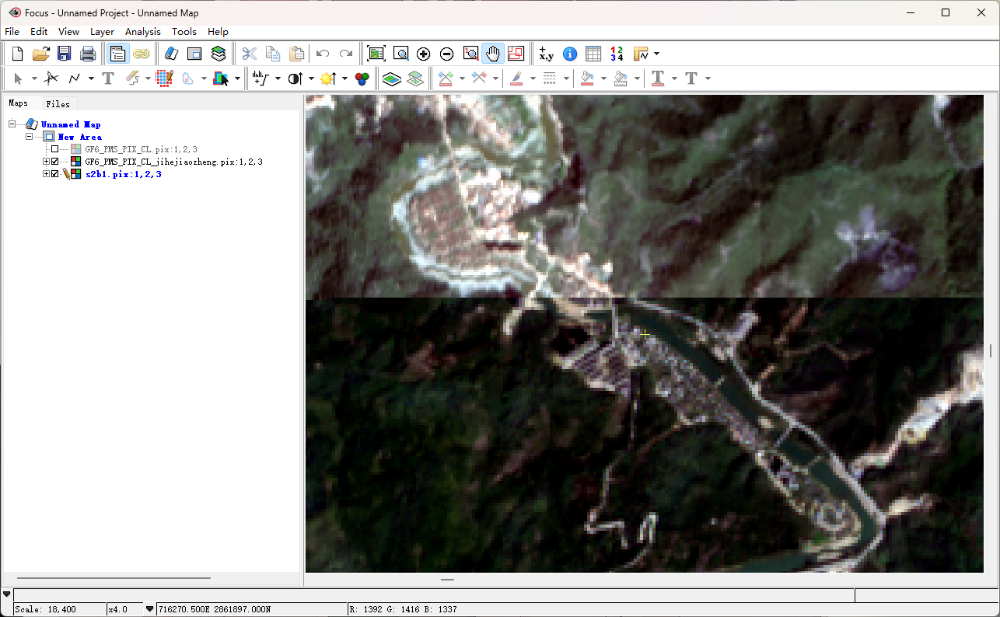 Focus - Unnamed Project - Unnamed Map
File Edit View Layer Analysis Tools Help
+x,y
1 2
3 4
Maps Files
Unnamed Map
New Area
GF6_PMS_PIX_CL.pix:1,2,3
GF6_PMS_PIX_CL_jihejiaozheng.pix:1,2,3
s2b1.pix:1,2,3
Scale: 18,400 x4.0 716270.500E 2861897.000N R: 1392 G: 1416 B: 1337